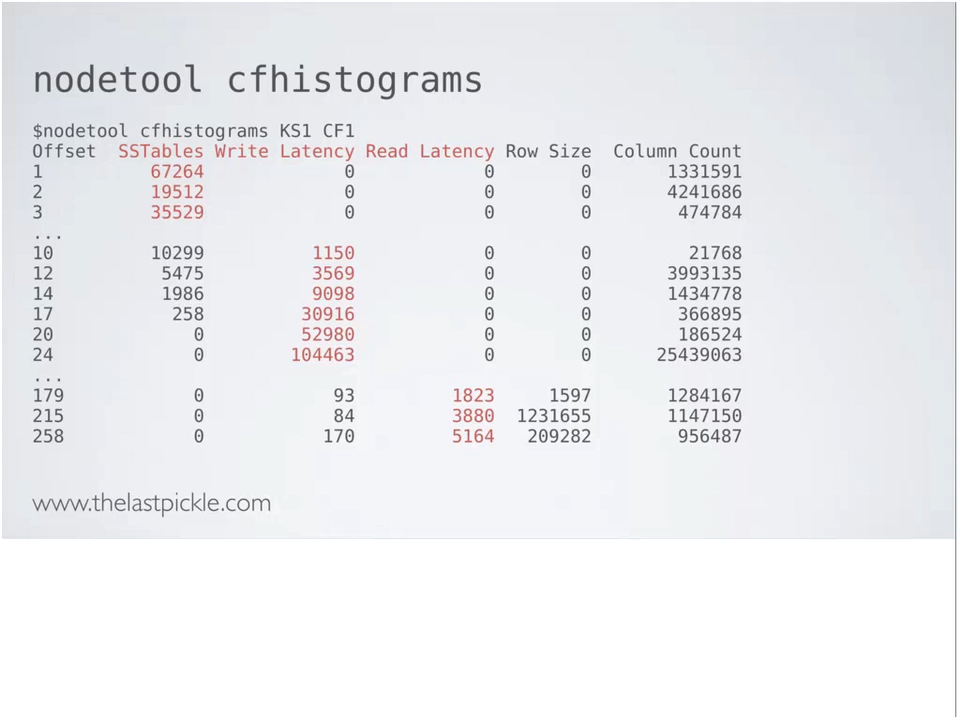 nodetool cfhistograms
$nodetool cfhistograms KS1 CF1
Offset SSTables Write Latency Read Latency Row Size Column Count
1 67264 0 0 0 1331591
2 19512 0 0 0 4241686
3 35529 0 0 0 474784
...
10 10299 1150 0 0 21768
12 5475 3569 0 0 3993135
14 1986 9098 0 0 1434778
17 258 30916 0 0 366895
20 0 52980 0 0 186524
24 0 104463 0 0 25439063
...
179 0 93 1823 1597 1284167
215 0 84 3880 1231655 1147150
258 0 170 5164 209282 956487
www.thelastpickle.com